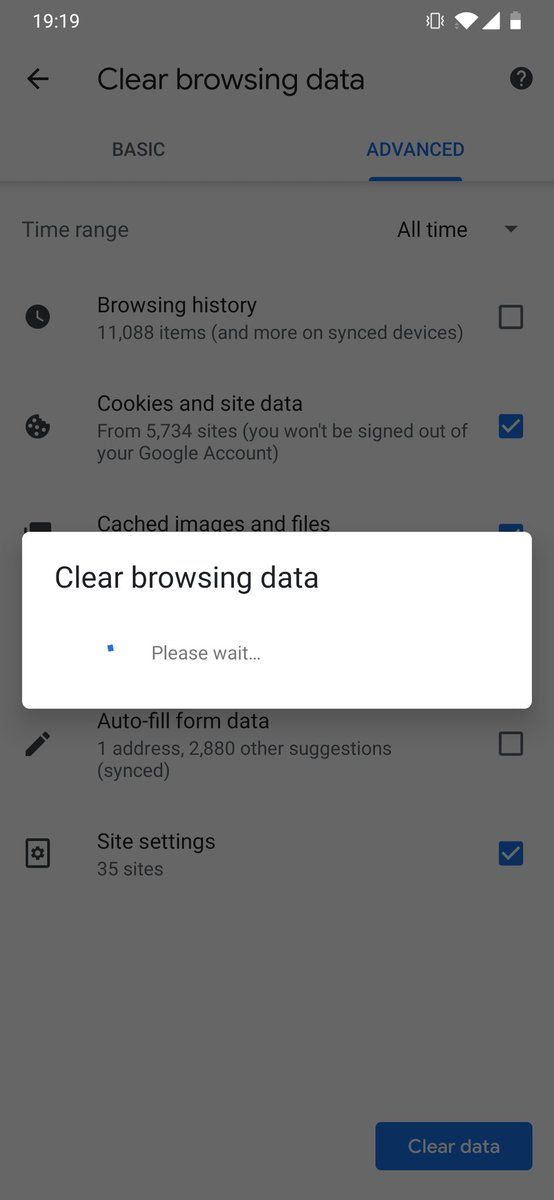 19:19
Clear browsing data
BASIC
ADVANCED
Time range
All time
Browsing history
11,088 items (and more on synced devices)
Cookies and site data
From 5,734 sites (you won't be signed out of
your Google Account)
Cached images and files
Clear browsing data
Please wait...
Auto-fill form data
1 address, 2,880 other suggestions
(synced)
Site settings
35 sites
Clear data